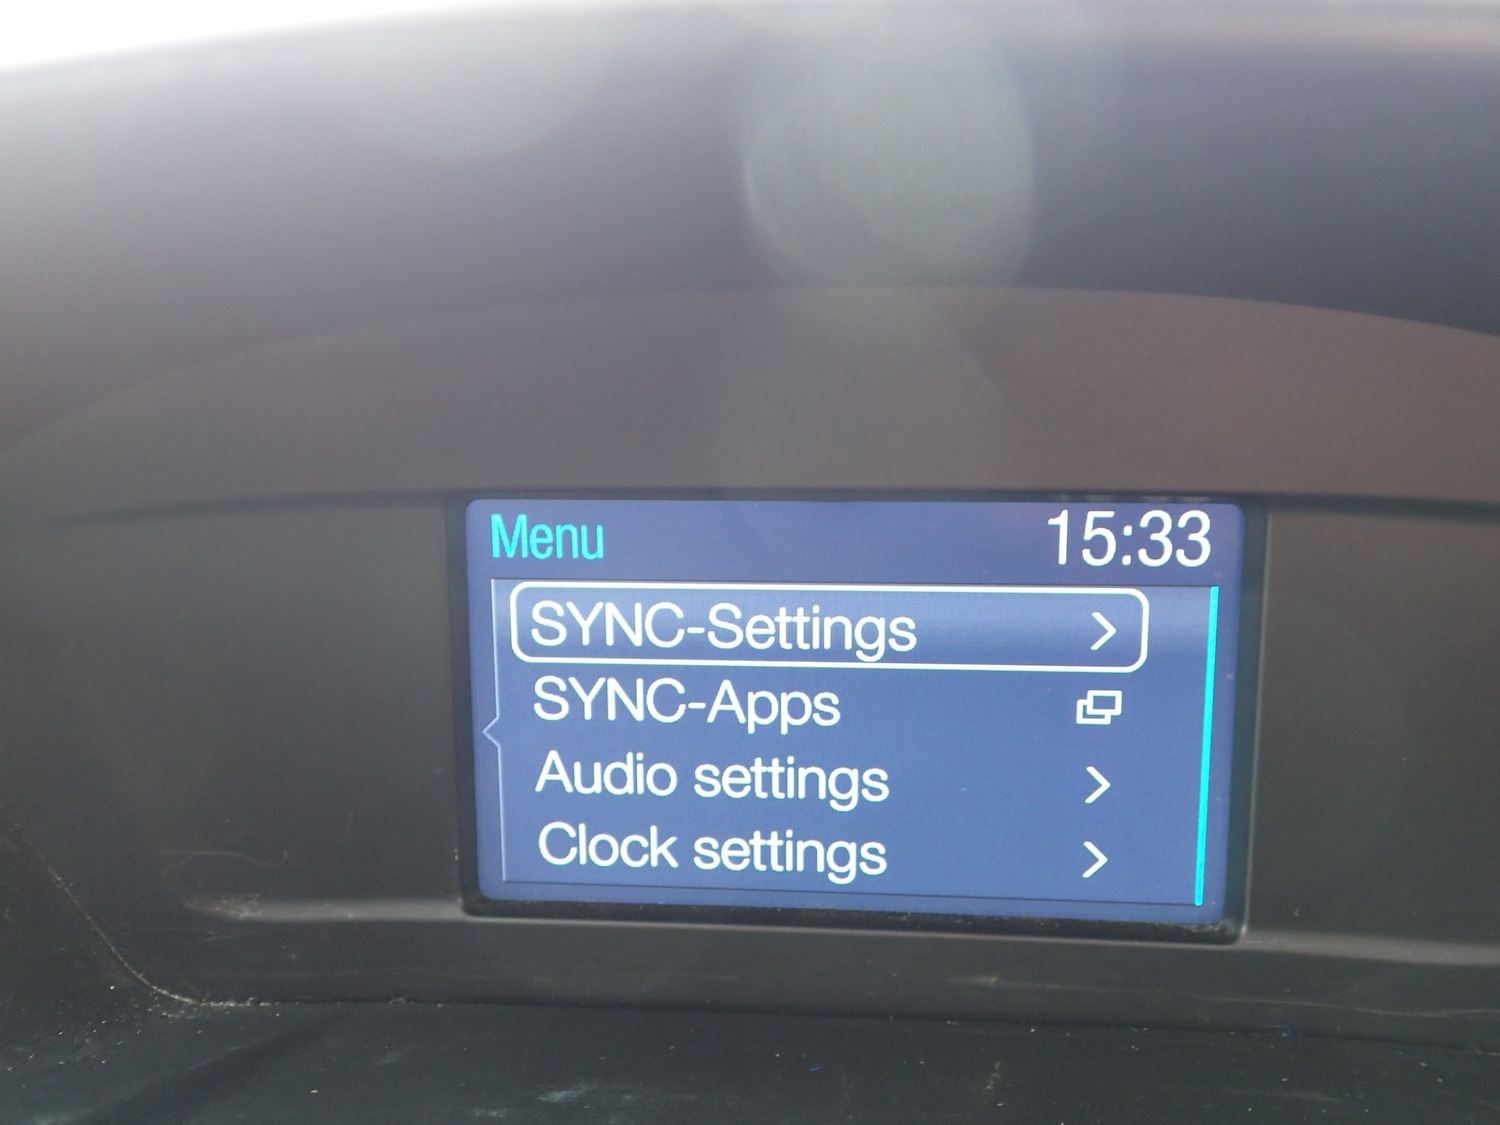 Menu 15:33
SYNC-Settings
SYNC-Apps
Audio settings
Clock settings